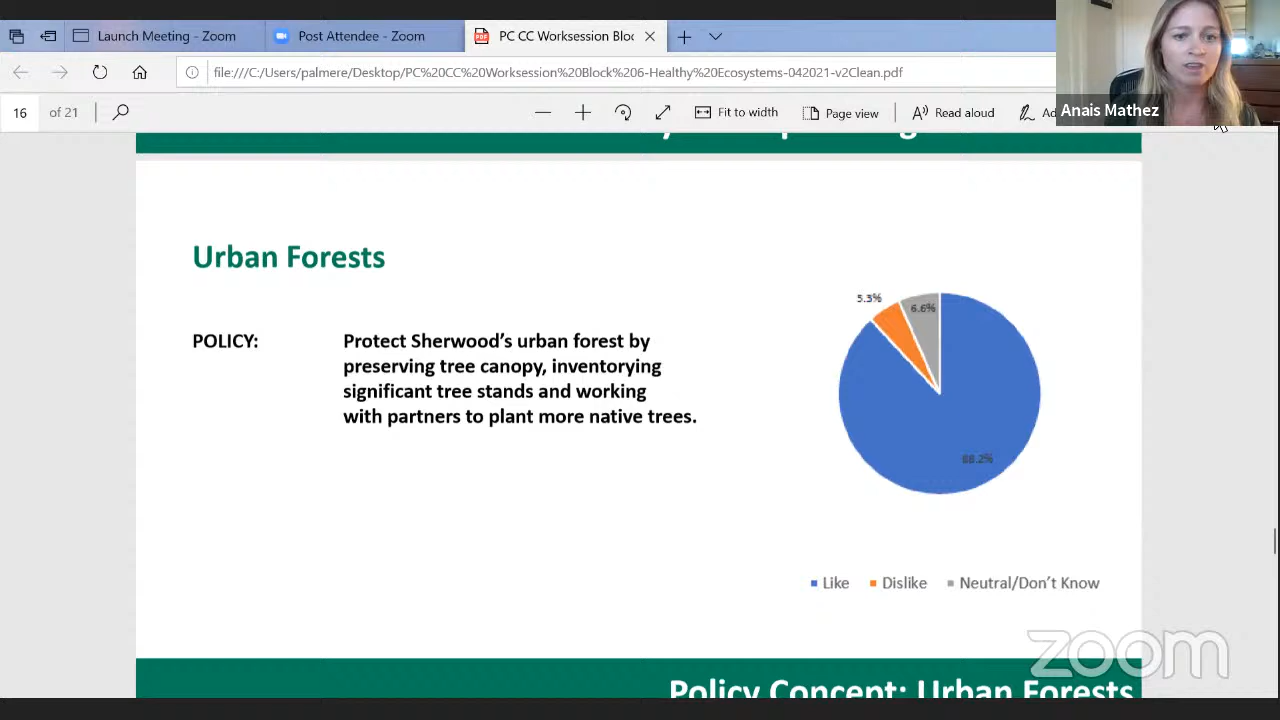 Launch Meeting - Zoom
Post Attendee - Zoom
PC CC Worksession Bloc
file:///C:/Users/palmere/Desktop/PC%20CC%20Worksession%20Block%206-Healthy%20Ecosystems-042021-v2Clean.pdf
16 of 21
Fit to width
Page view
Read aloud
Anais Mathez
Urban Forests
POLICY:
Protect Sherwood's urban forest by
preserving tree canopy, inventorying
significant tree stands and working
with partners to plant more native trees.
5.3%
6.6%
88.2%
Like
Dislike
Neutral/Don't Know
zoom
Policy Concept: Urban Forests